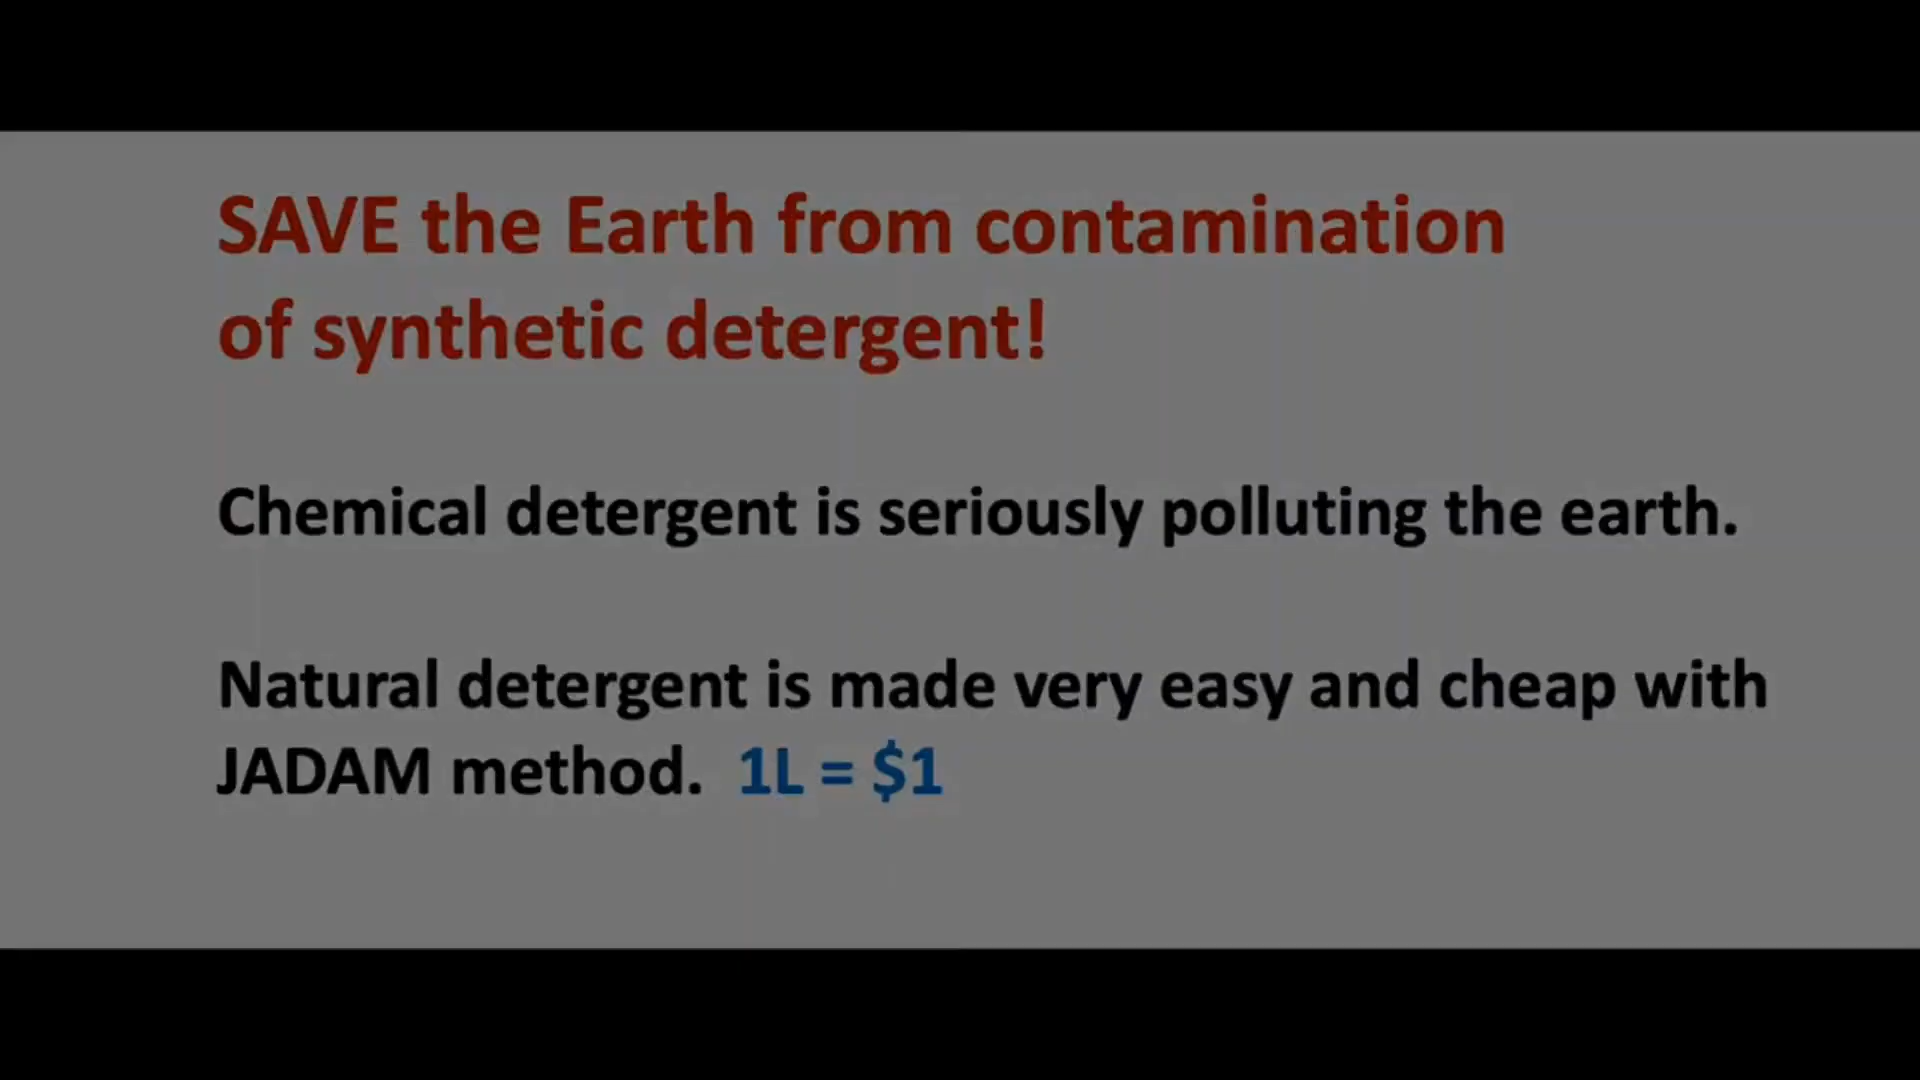 SAVE the Earth from contamination
of synthetic detergent!
Chemical detergent is seriously polluting the earth.
Natural detergent is made very easy and cheap with
JADAM method. 1L = $1